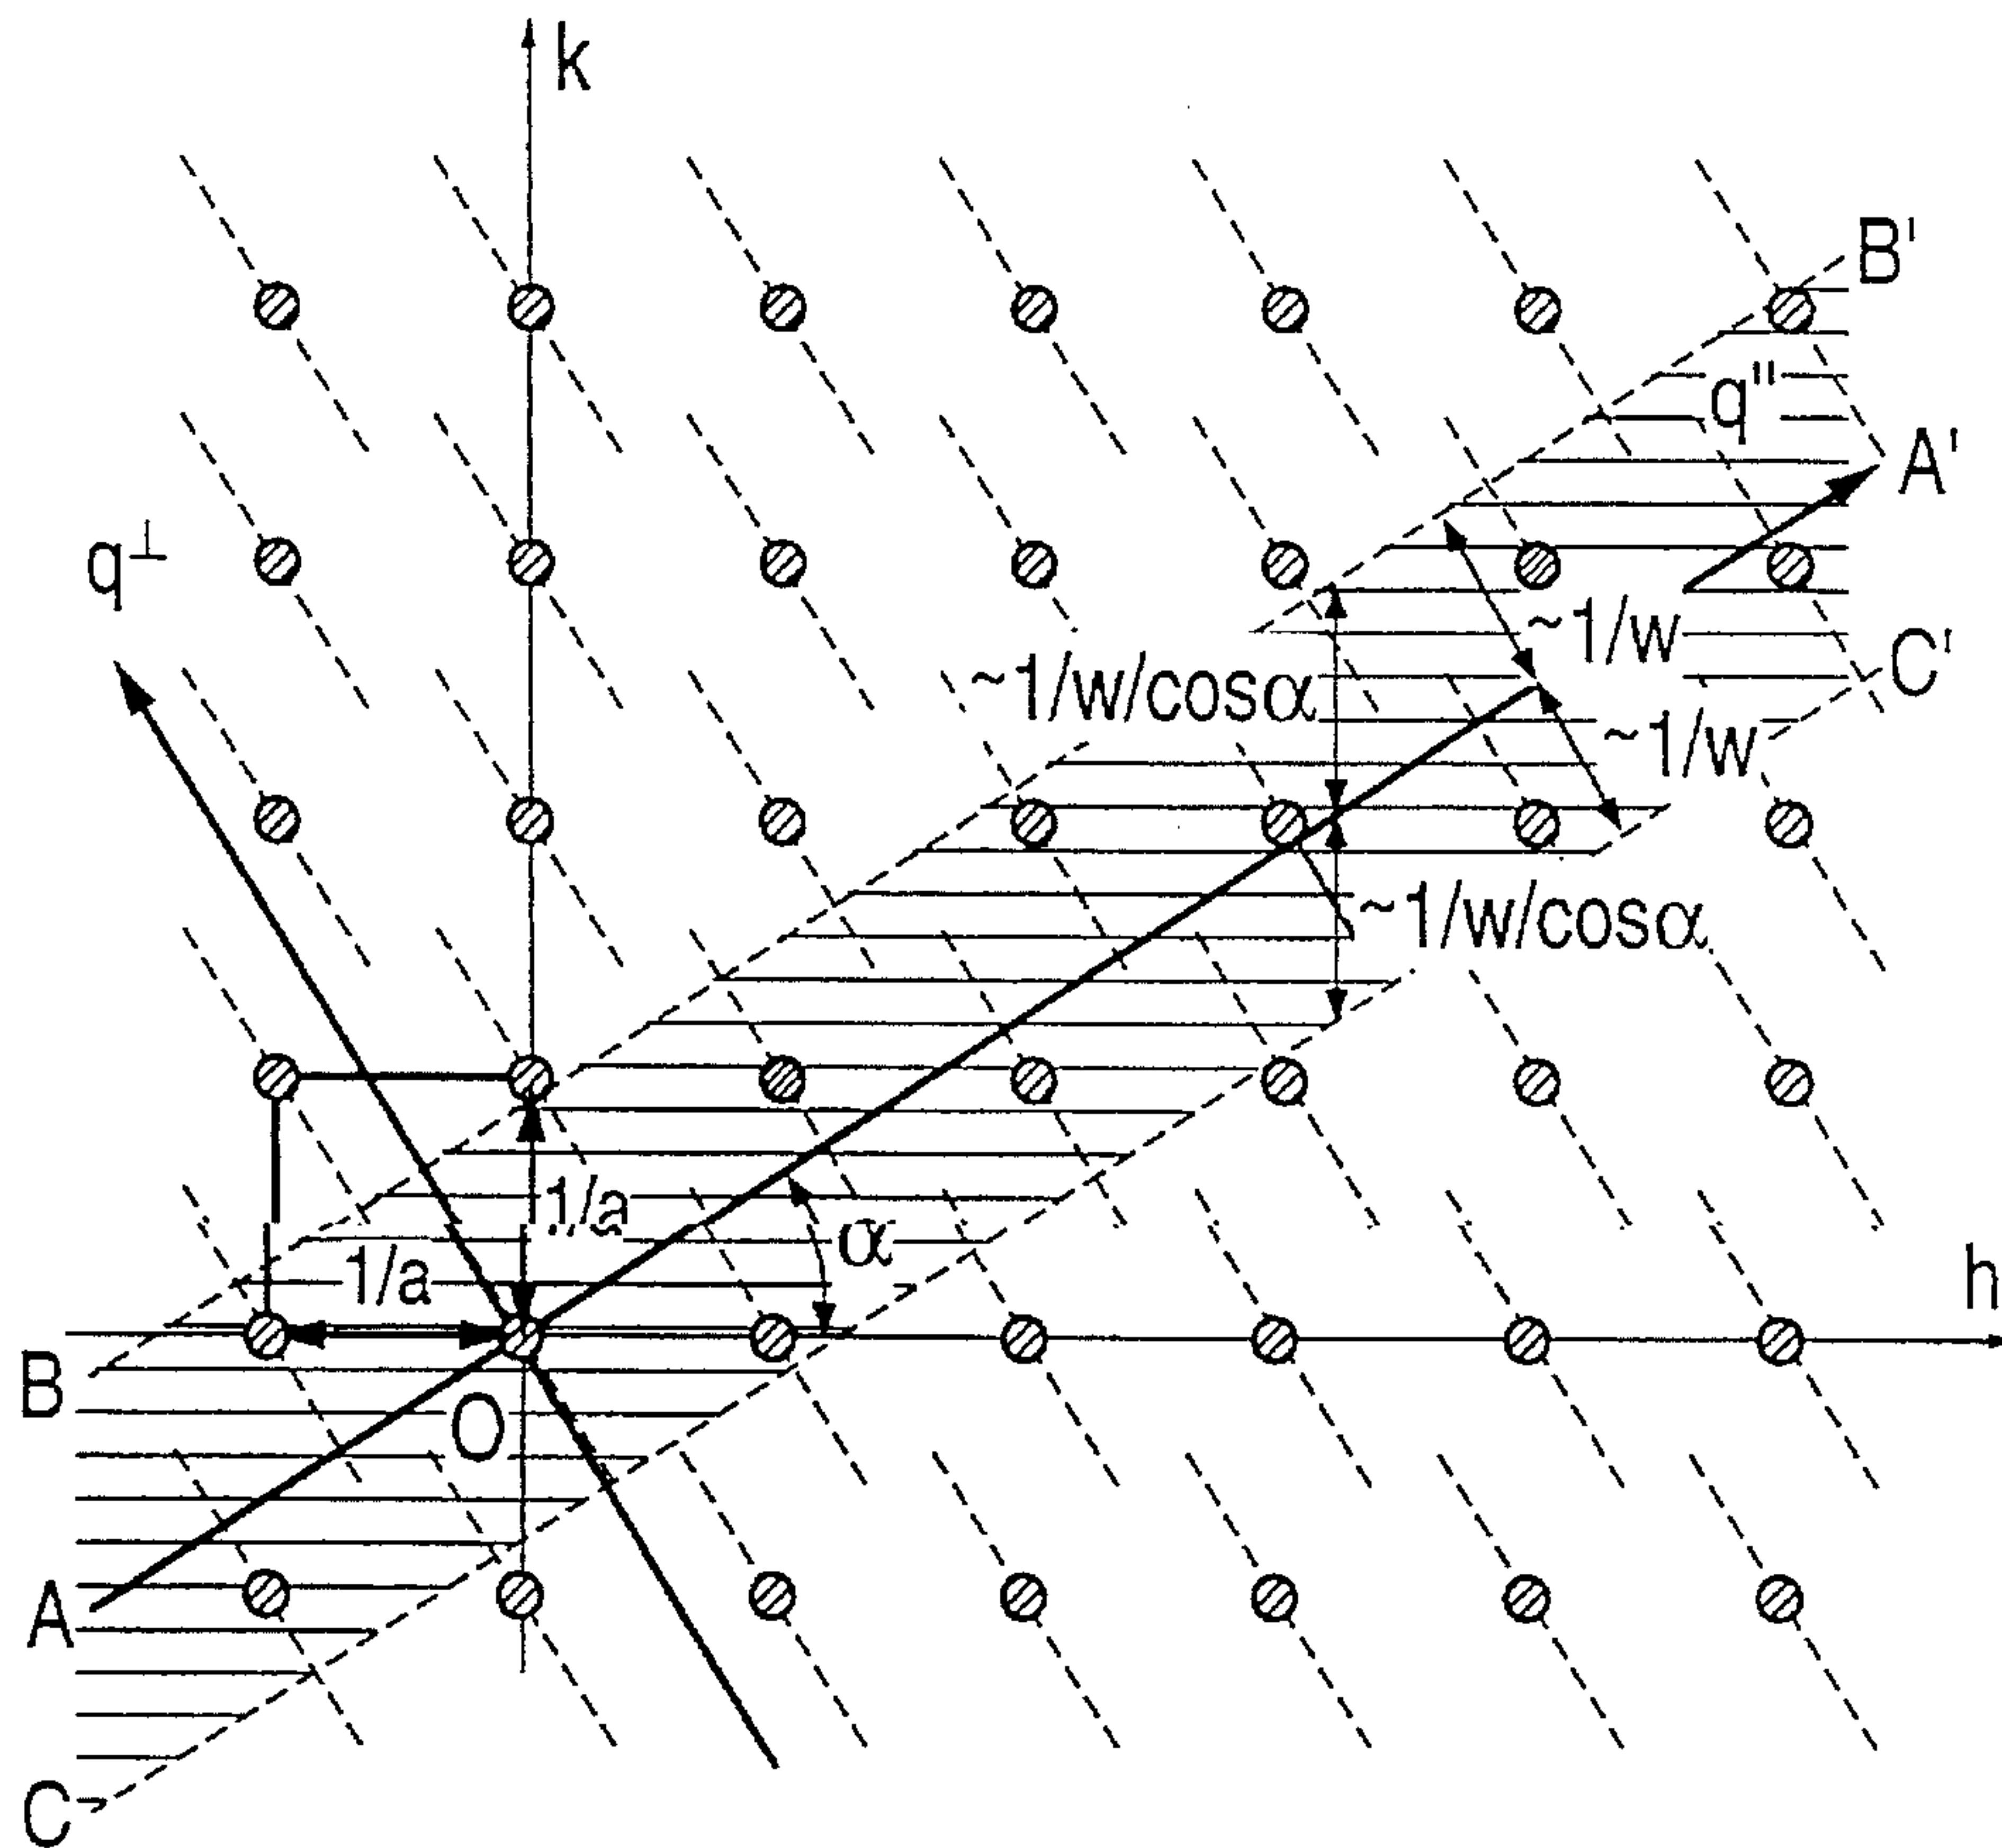 k
B'
q"
A'
q⊥
~1/w
C'
~1/w/cosα
~1/w
~1/w/cosα
1/a
α
1/a
h
B
O
A
C